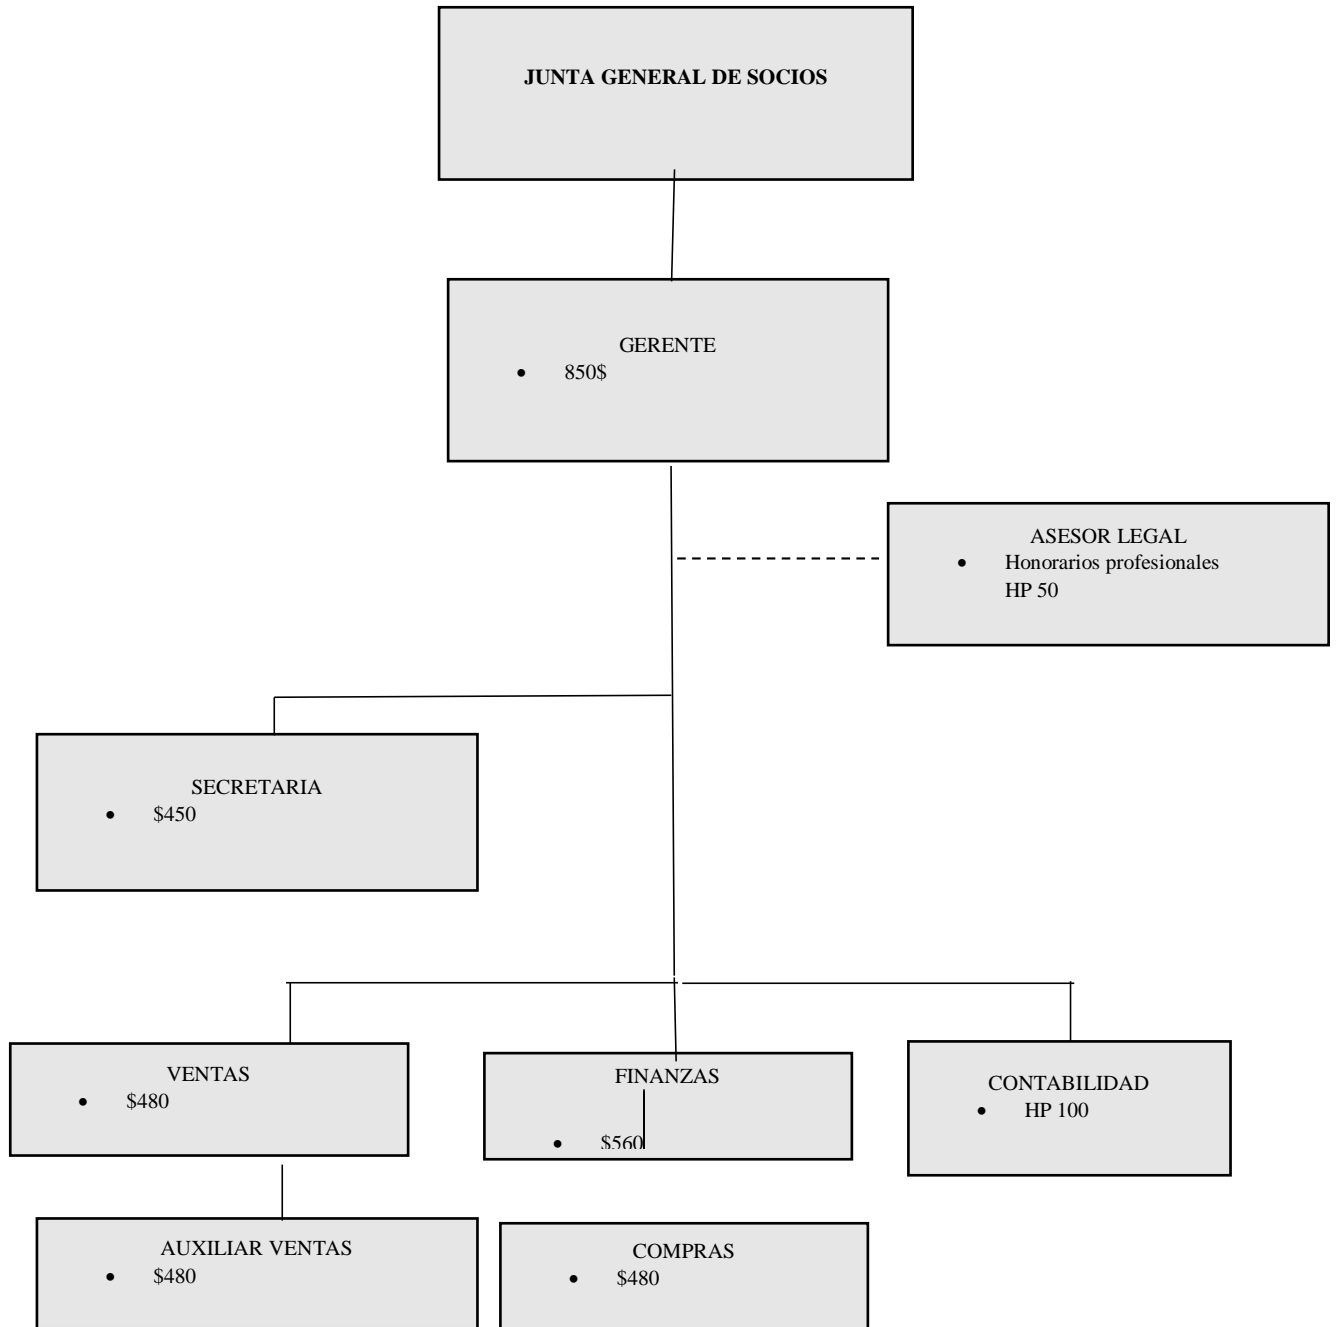 JUNTA GENERAL DE SOCIOS
GERENTE
• 850$
ASESOR LEGAL
• Honorarios profesionales
HP 50
SECRETARIA
• $450
VENTAS
• $480
FINANZAS
• $560
CONTABILIDAD
• HP 100
AUXILIAR VENTAS
• $480
COMPRAS
• $480